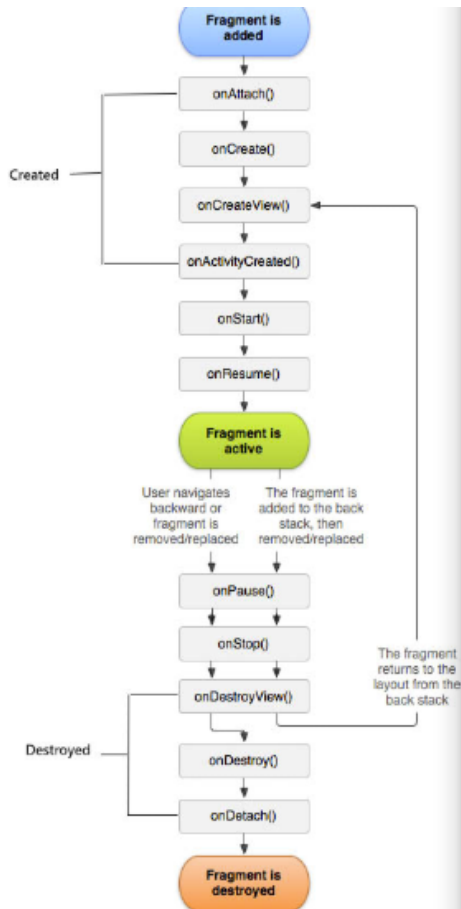 Fragment is
added
onAttach()
onCreate()
Created
onCreateView()
onActivityCreated()
onStart()
onResume()
Fragment is
active
User navigates
backward or
fragment is
removed/replaced
The fragment is
added to the back
stack, then
removed/replaced
onPause()
onStop()
The fragment
returns to the
layout from the
back stack
onDestroyView()
Destroyed
onDestroy()
onDetach()
Fragment is
destroyed